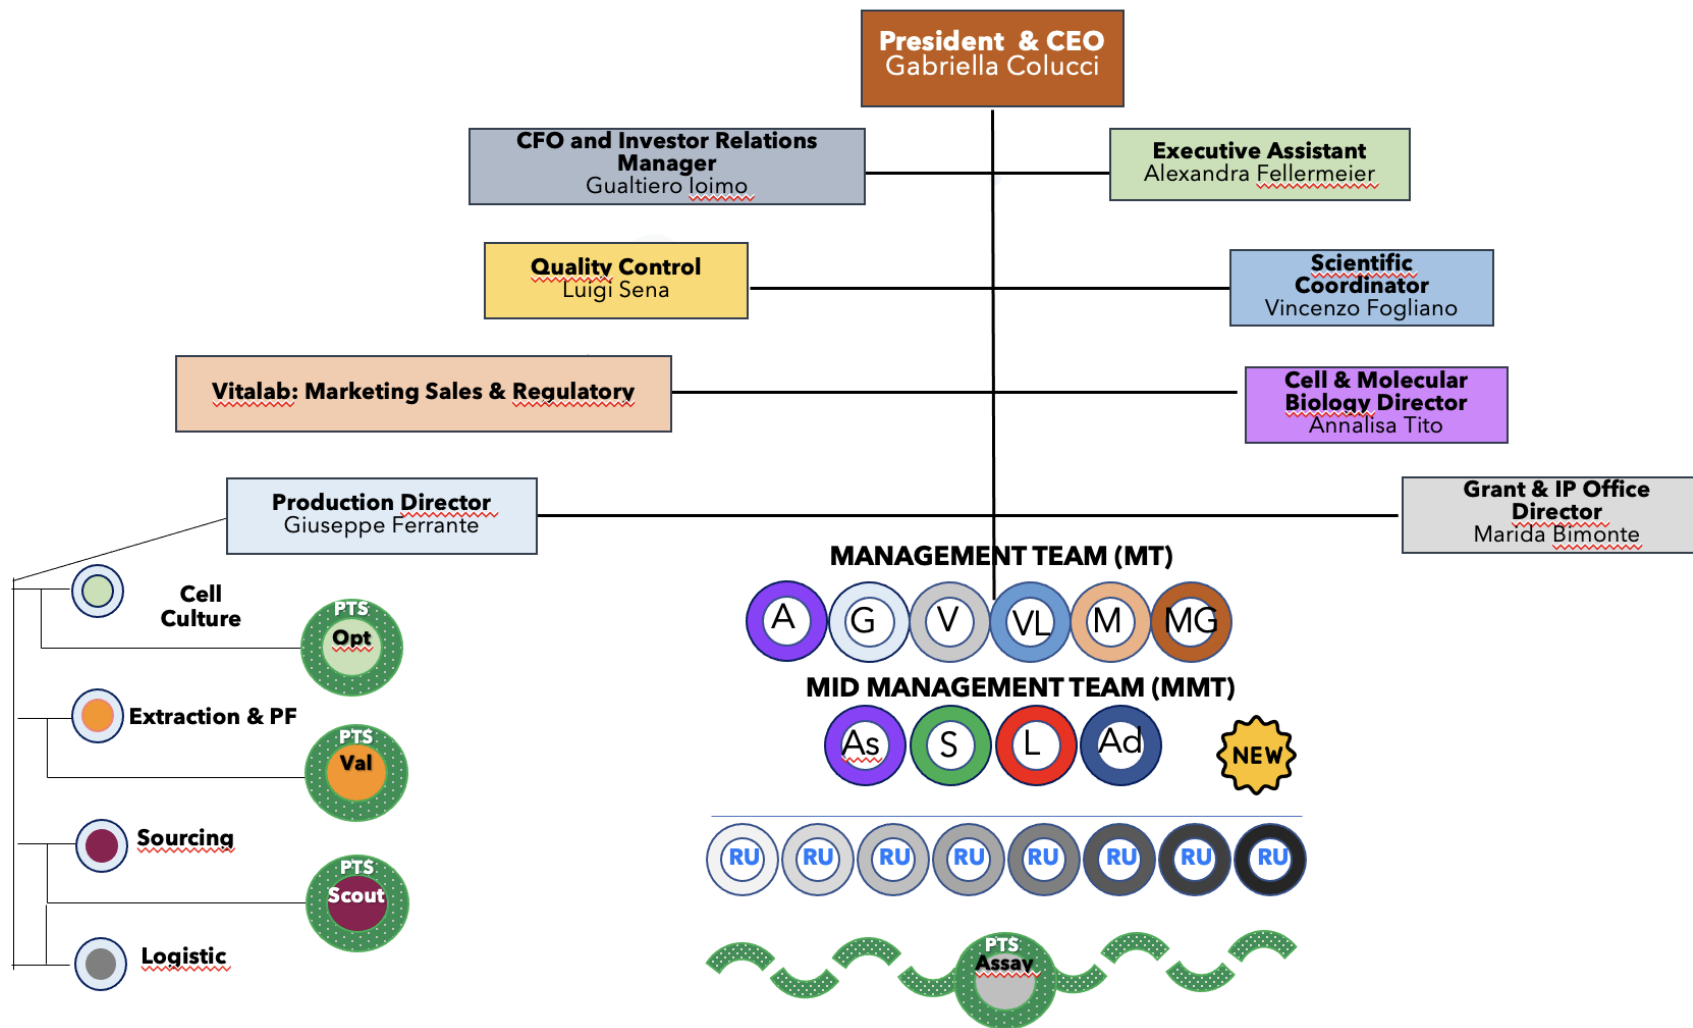 President & CEO
Gabriella Colucci
CFO and Investor Relations
Manager
Gualtiero Ioimo
Executive Assistant
Alexandra Fellermeier
Quality Control
Luigi Sena
Scientific
Coordinator
Vincenzo Fogliano
Vitalab: Marketing Sales & Regulatory
Cell & Molecular
Biology Director
Annalisa Tito
Production Director
Giuseppe Ferrante
Grant & IP Office
Director
Marida Bimonte
MANAGEMENT TEAM (MT)
A G V VL M MG
Cell
Culture
PTS
Opt
MID MANAGEMENT TEAM (MMT)
As S L Ad
NEW
Extraction & PF
PTS
Val
Sourcing
PTS
Scout
Logistic
RU RU RU RU RU RU RU RU
PTS
Assay